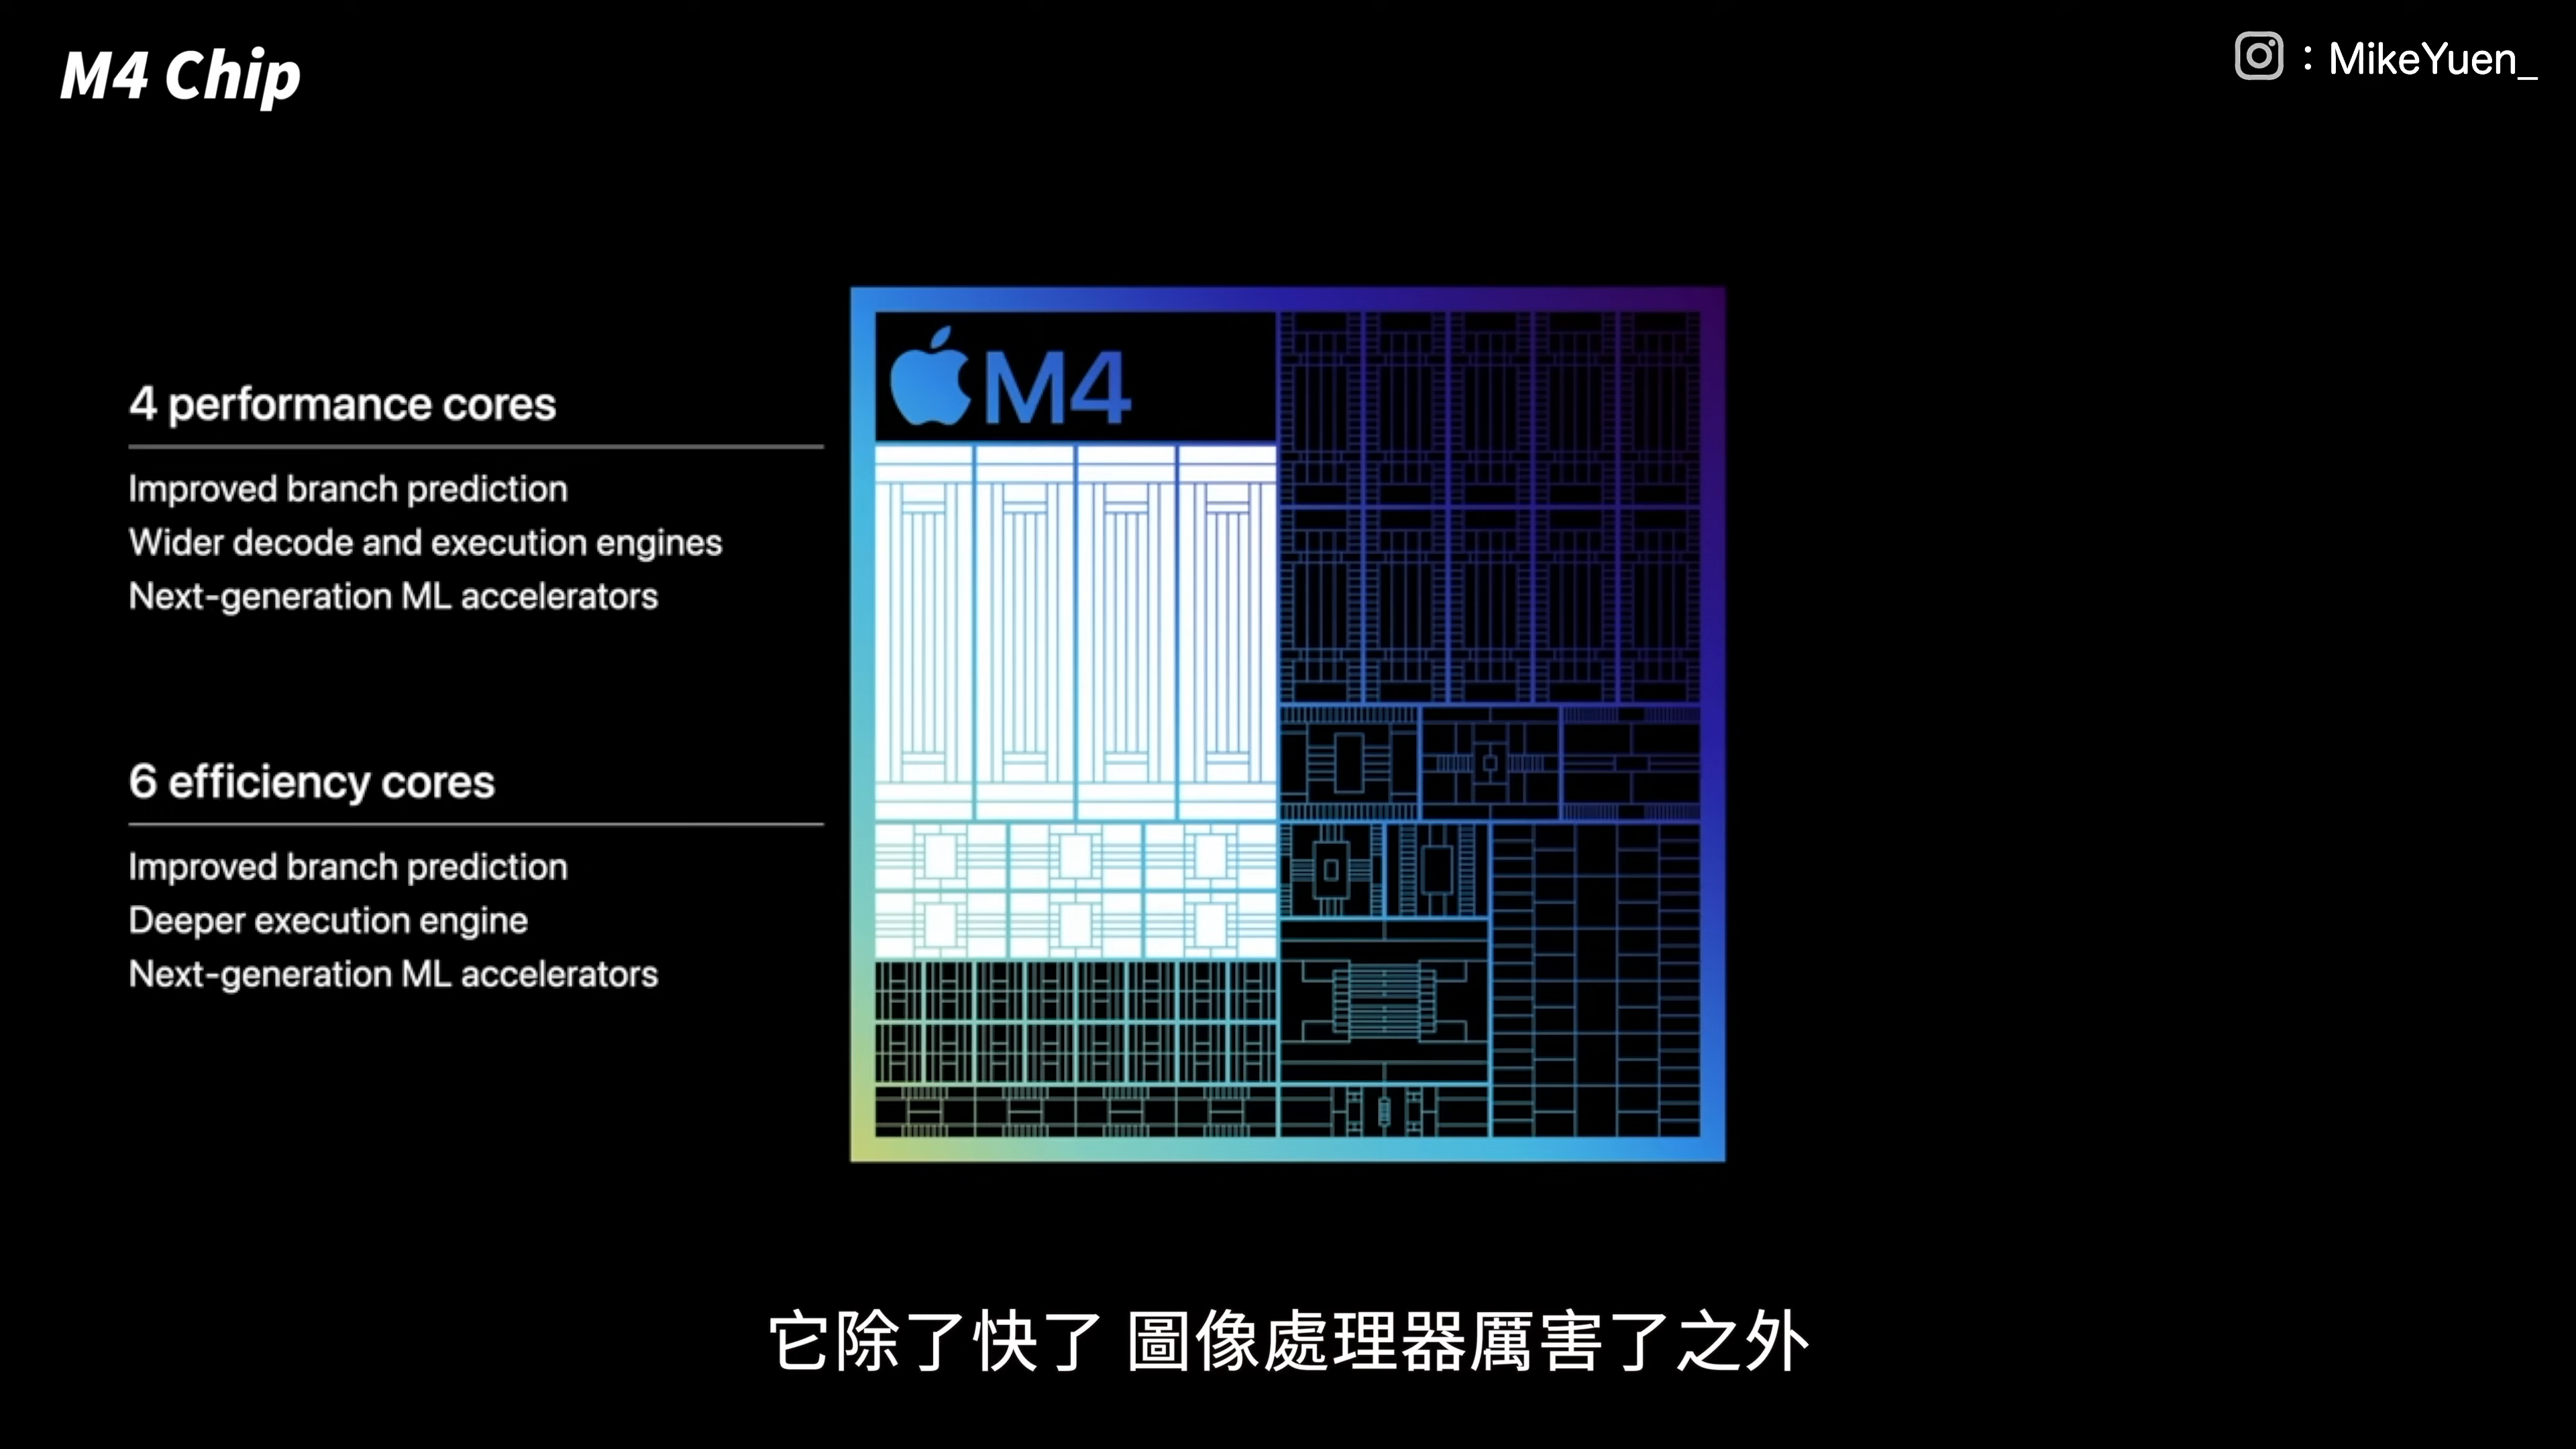 M4 Chip
: MikeYuen_
M4
4 performance cores
Improved branch prediction
Wider decode and execution engines
Next-generation ML accelerators
6 efficiency cores
Improved branch prediction
Deeper execution engine
Next-generation ML accelerators
它除了快了 圖像處理器厲害了之外